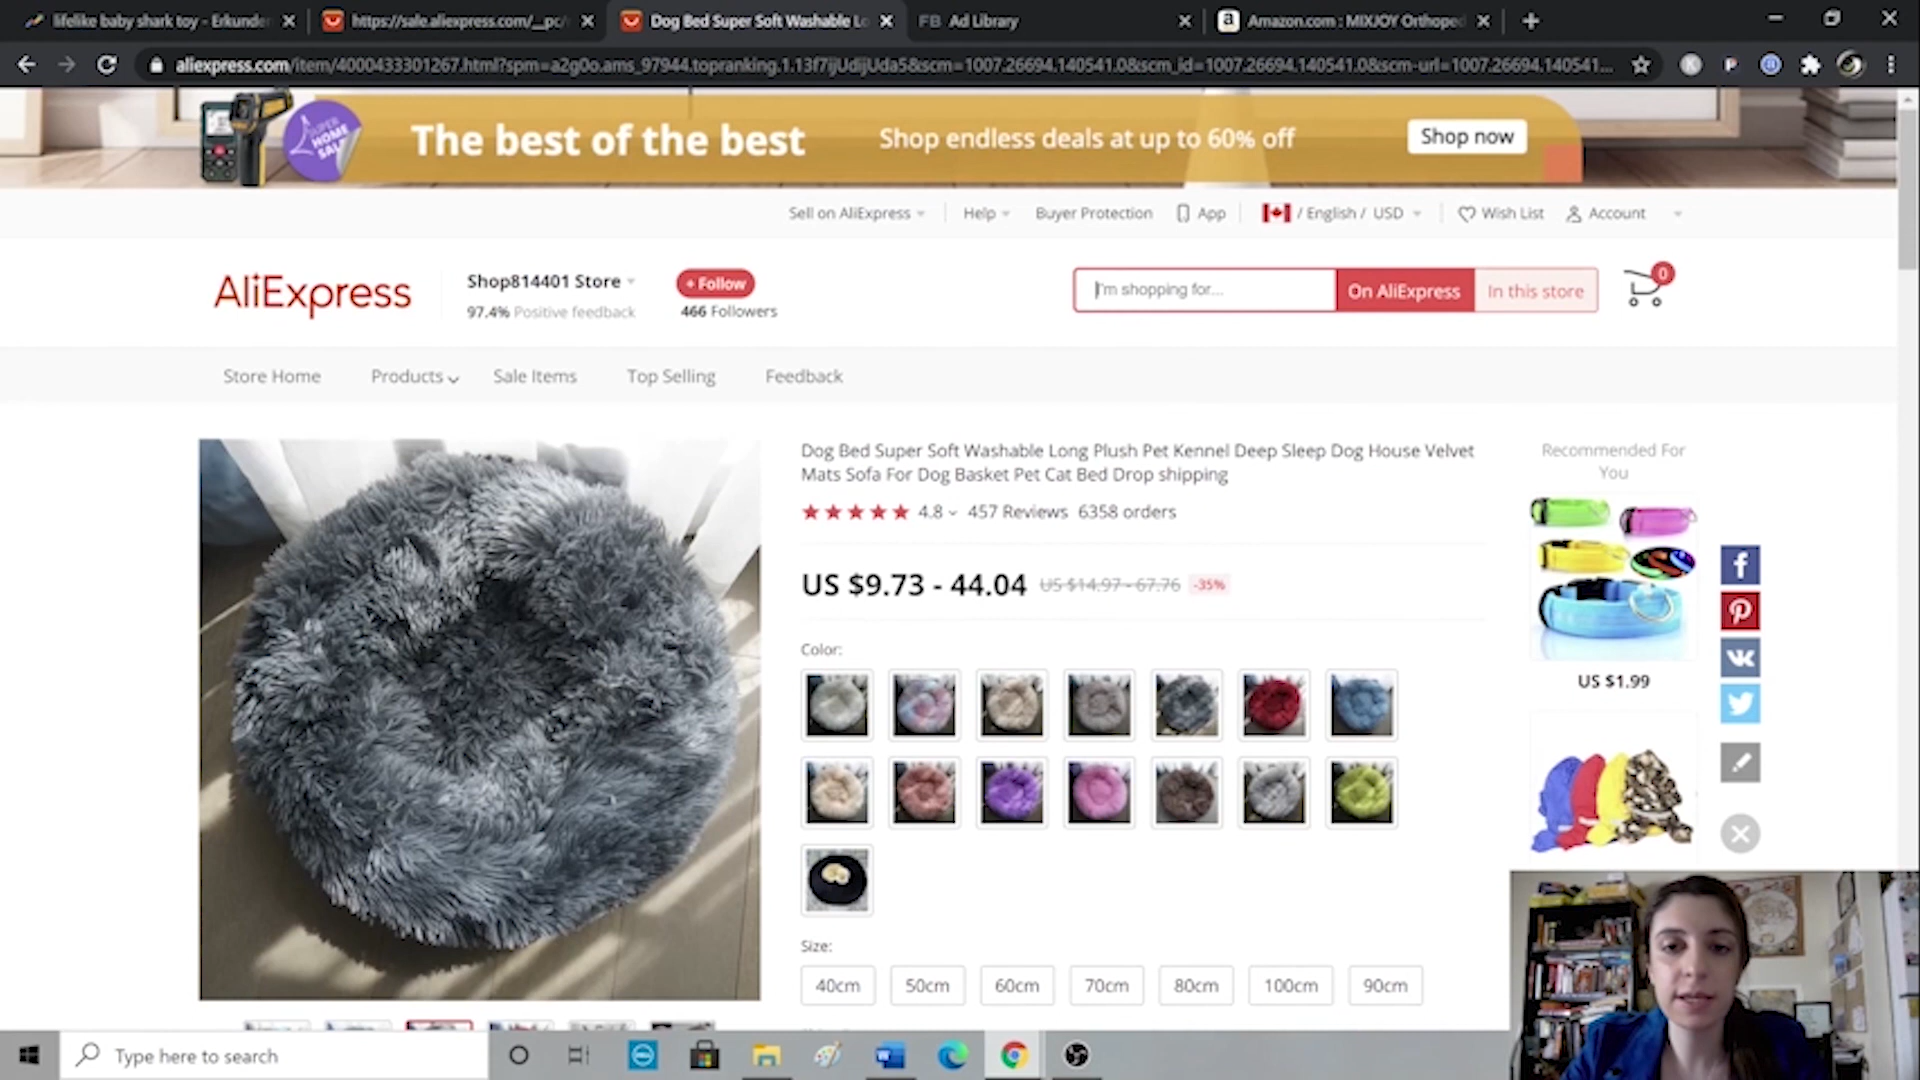 lifelike baby shark toy - Erkunden
https://sale.aliexpress.com/__pc/
Dog Bed Super Soft Washable Lo
FB Ad Library
Amazon.com : MIXJOY Orthoped
aliexpress.com/item/4000433301267.html?spm=a2g0o.ams_97944.topranking.1.13f7ijUdijUda5&scm=1007.26694.140541.0&scm_id=1007.26694.140541.0&scm-url=1007.26694.140541...
SUPER HOME SALE
The best of the best
Shop endless deals at up to 60% off
Shop now
Sell on AliExpress
Help
Buyer Protection
App
/ English / USD
Wish List
Account
AliExpress
Shop814401 Store
97.4% Positive feedback
+ Follow
466 Followers
I'm shopping for...
On AliExpress
In this store
0
Store Home
Products
Sale Items
Top Selling
Feedback
Dog Bed Super Soft Washable Long Plush Pet Kennel Deep Sleep Dog House Velvet
Mats Sofa For Dog Basket Pet Cat Bed Drop shipping
4.8
457 Reviews
6358 orders
US $9.73 - 44.04
US $14.97 - 67.76
-35%
Color:
Size:
40cm
50cm
60cm
70cm
80cm
100cm
90cm
Recommended For
You
US $1.99
Type here to search